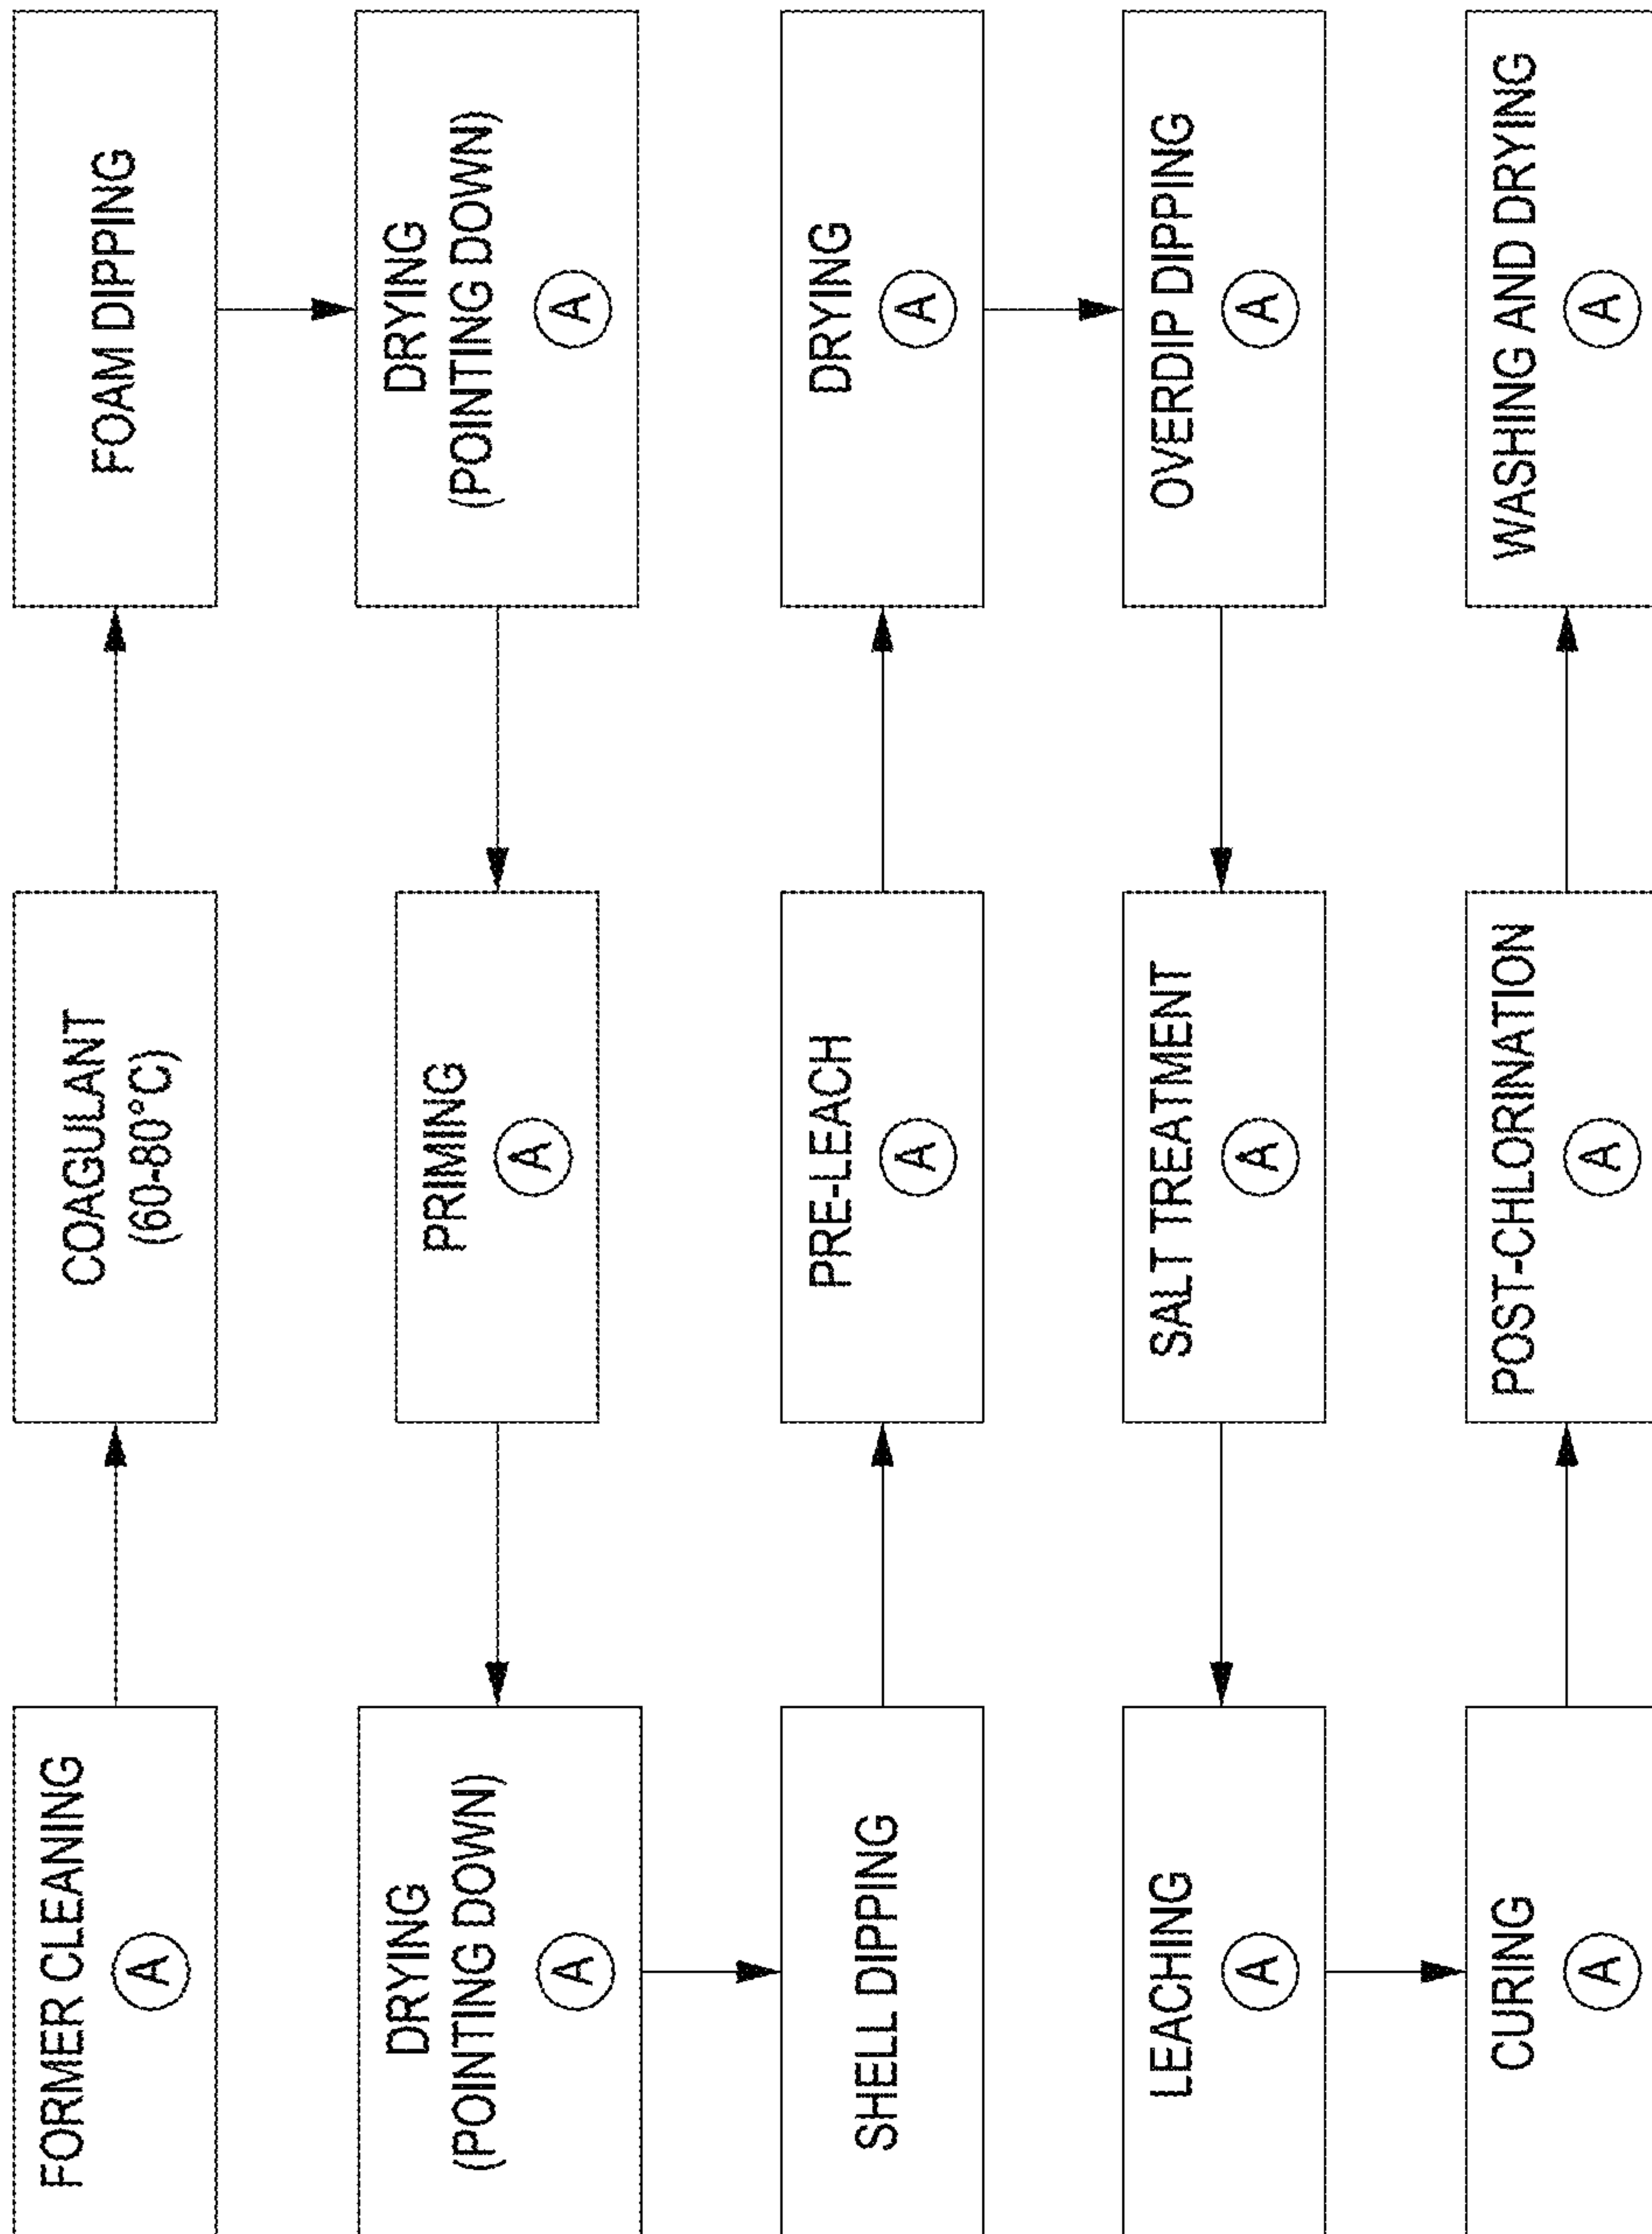 FORMER CLEANING
A
COAGULANT
(60-80°C)
FOAM DIPPING
DRYING
(POINTING DOWN)
A
PRIMING
A
DRYING
(POINTING DOWN)
A
SHELL DIPPING
PRE-LEACH
A
DRYING
A
OVERDIP DIPPING
A
SALT TREATMENT
A
LEACHING
A
CURING
A
POST-CHLORINATION
A
WASHING AND DRYING
A